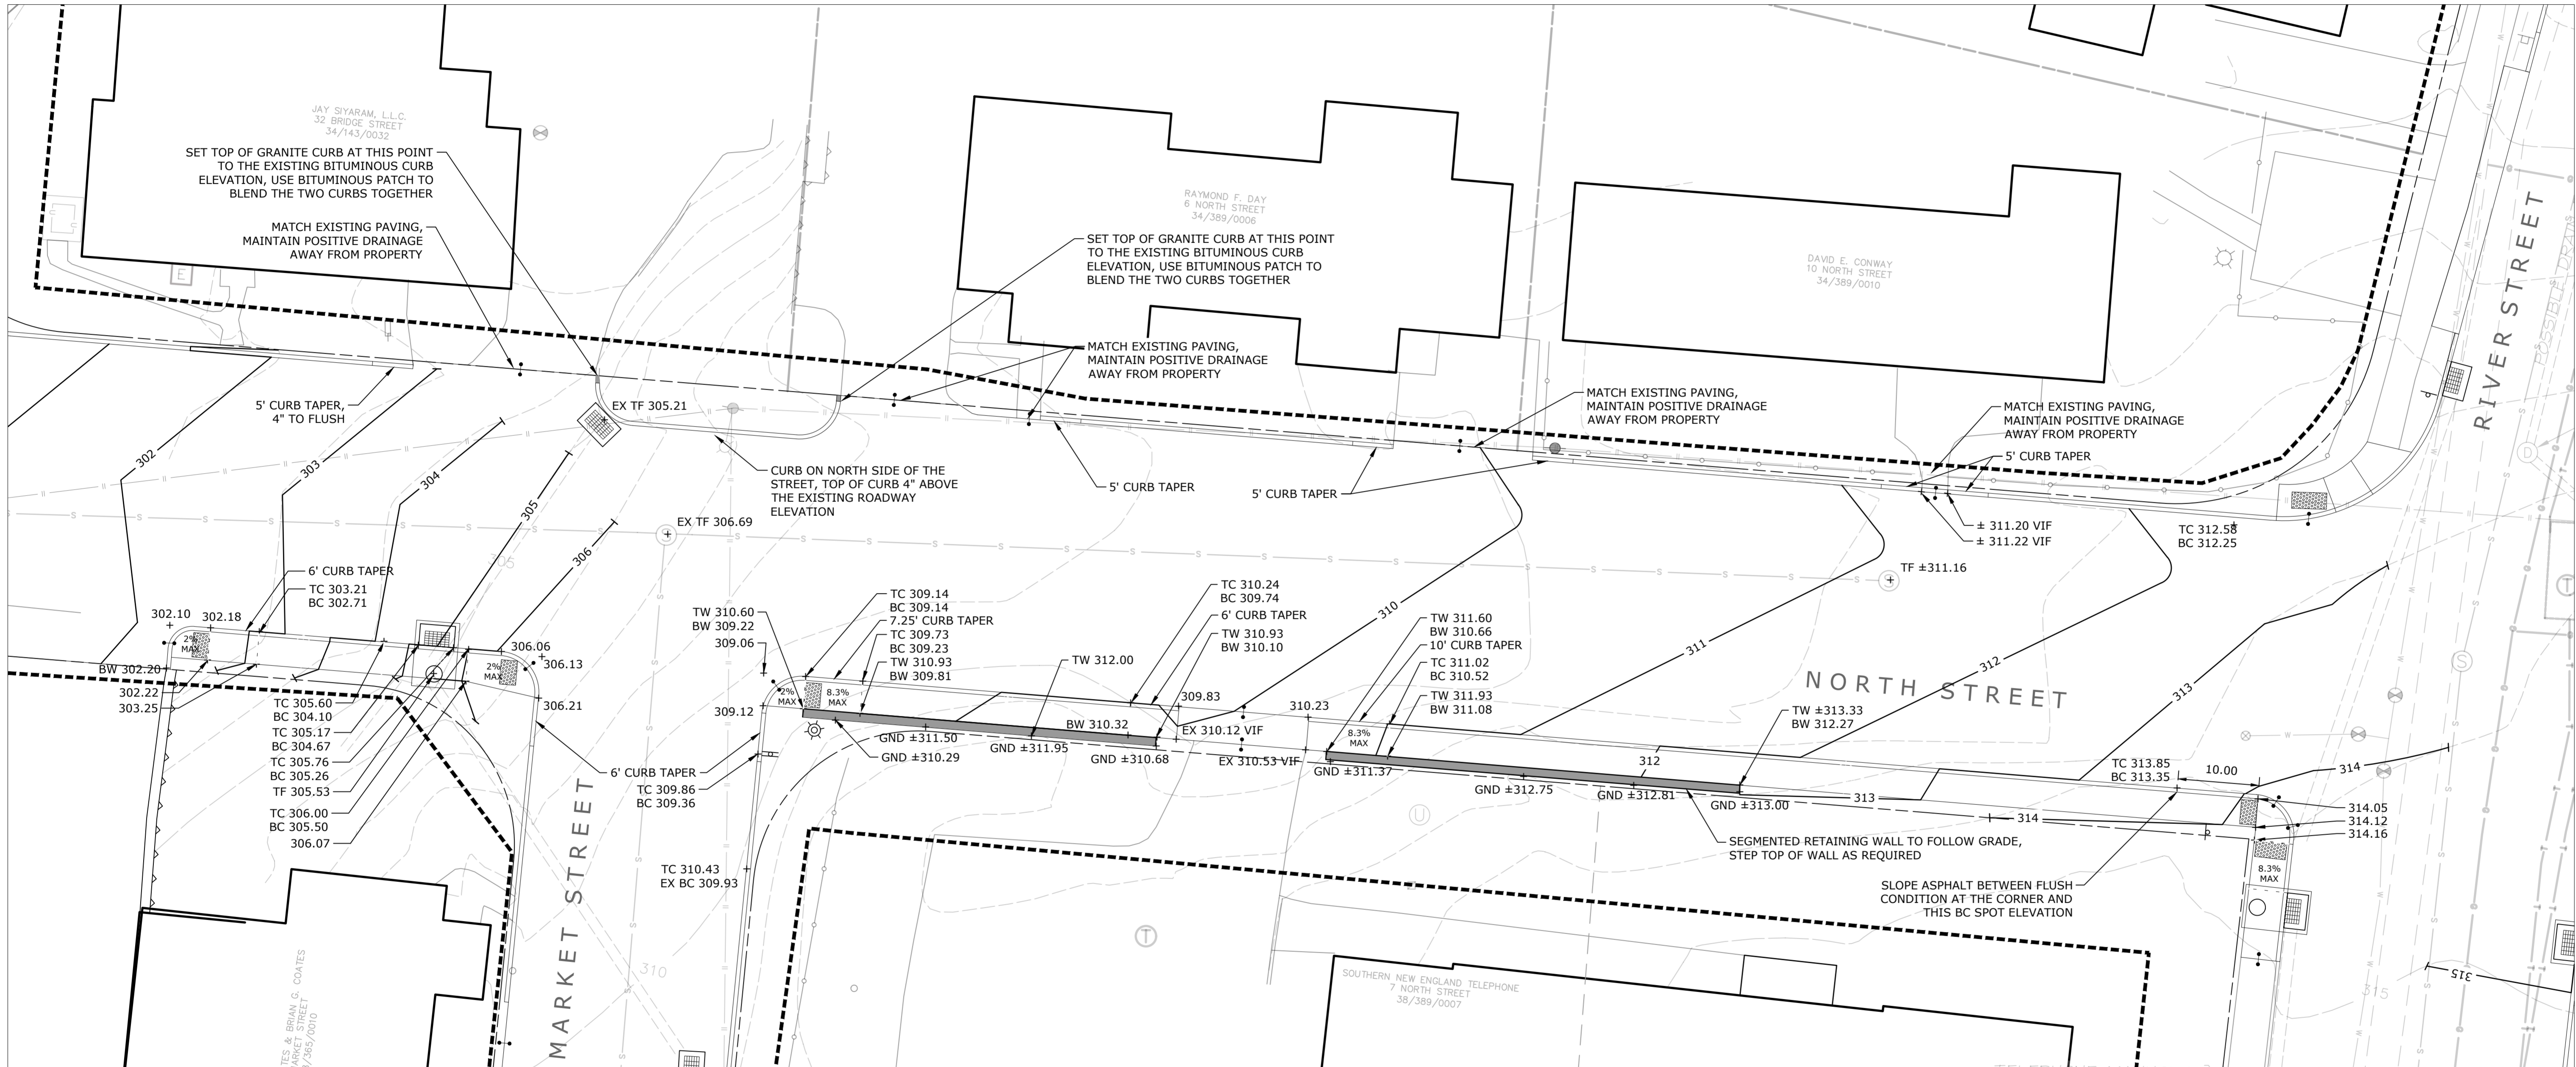 JAY SIYARAM, L.L.C.
32 BRIDGE STREET
34/143/0032
SET TOP OF GRANITE CURB AT THIS POINT
TO THE EXISTING BITUMINOUS CURB
ELEVATION, USE BITUMINOUS PATCH TO
BLEND THE TWO CURBS TOGETHER
MATCH EXISTING PAVING,
MAINTAIN POSITIVE DRAINAGE
AWAY FROM PROPERTY
E
RAYMOND F. DAY
6 NORTH STREET
34/389/0006
SET TOP OF GRANITE CURB AT THIS POINT
TO THE EXISTING BITUMINOUS CURB
ELEVATION, USE BITUMINOUS PATCH TO
BLEND THE TWO CURBS TOGETHER
DAVID E. CONWAY
10 NORTH STREET
34/389/0010
RIVER STREET
MATCH EXISTING PAVING,
MAINTAIN POSITIVE DRAINAGE
AWAY FROM PROPERTY
MATCH EXISTING PAVING,
MAINTAIN POSITIVE DRAINAGE
AWAY FROM PROPERTY
MATCH EXISTING PAVING,
MAINTAIN POSITIVE DRAINAGE
AWAY FROM PROPERTY
5' CURB TAPER,
4" TO FLUSH
EX TF 305.21
CURB ON NORTH SIDE OF THE
STREET, TOP OF CURB 4" ABOVE
THE EXISTING ROADWAY
ELEVATION
5' CURB TAPER
5' CURB TAPER
5' CURB TAPER
± 311.20 VIF
± 311.22 VIF
TC 312.58
BC 312.25
302
303
304
305
306
305
EX TF 306.69
TF ±311.16
6' CURB TAPER
TC 303.21
BC 302.71
302.10
302.18
2%
MAX
BW 302.20
302.22
303.25
TC 305.60
BC 304.10
TC 305.17
BC 304.67
TC 305.76
BC 305.26
TF 305.53
TC 306.00
BC 305.50
306.07
306.06
306.13
2%
MAX
306.21
6' CURB TAPER
TC 309.86
BC 309.36
TW 310.60
BW 309.22
309.06
309.12
2%
MAX
8.3%
MAX
TC 309.14
BC 309.14
7.25' CURB TAPER
TC 309.73
BC 309.23
TW 310.93
BW 309.81
TW 312.00
TC 310.24
BC 309.74
6' CURB TAPER
TW 310.93
BW 310.10
309.83
310.23
BW 310.32
EX 310.12 VIF
GND ±311.50
GND ±310.29
GND ±311.95
GND ±310.68
EX 310.53 VIF
310
311
312
313
314
TW 311.60
BW 310.66
10' CURB TAPER
TC 311.02
BC 310.52
TW 311.93
BW 311.08
8.3%
MAX
GND ±311.37
GND ±312.75
GND ±312.81
GND ±313.00
312
313
314
NORTH STREET
TW ±313.33
BW 312.27
TC 313.85
BC 313.35
10.00
314.05
314.12
314.16
8.3%
MAX
SEGMENTED RETAINING WALL TO FOLLOW GRADE,
STEP TOP OF WALL AS REQUIRED
SLOPE ASPHALT BETWEEN FLUSH
CONDITION AT THE CORNER AND
THIS BC SPOT ELEVATION
TC 310.43
EX BC 309.93
MARKET STREET
310
SOUTHERN NEW ENGLAND TELEPHONE
7 NORTH STREET
38/389/0007
315
315
TES & BRIAN G. COATES
ARKET STREET
/365/0010
S
S
D
T
U
T